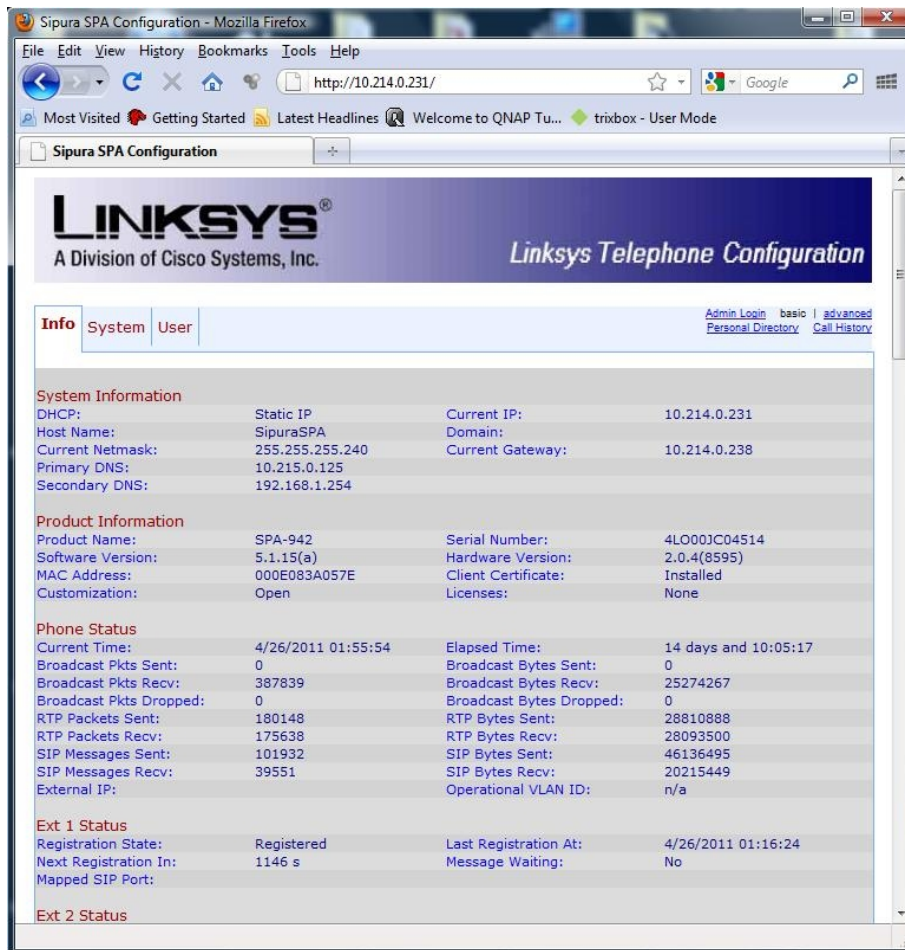 Sipura SPA Configuration - Mozilla Firefox
File Edit View History Bookmarks Tools Help
http://10.214.0.231/ Google
Most Visited Getting Started Latest Headlines Welcome to QNAP Tu... trixbox - User Mode
Sipura SPA Configuration
LINKSYS®
A Division of Cisco Systems, Inc.
Linksys Telephone Configuration
Info System User
Admin Login basic | advanced
Personal Directory Call History
System Information
DHCP: Static IP Current IP: 10.214.0.231
Host Name: SipuraSPA Domain:
Current Netmask: 255.255.255.240 Current Gateway: 10.214.0.238
Primary DNS: 10.215.0.125
Secondary DNS: 192.168.1.254
Product Information
Product Name: SPA-942 Serial Number: 4LO00JC04514
Software Version: 5.1.15(a) Hardware Version: 2.0.4(8595)
MAC Address: 000E083A057E Client Certificate: Installed
Customization: Open Licenses: None
Phone Status
Current Time: 4/26/2011 01:55:54 Elapsed Time: 14 days and 10:05:17
Broadcast Pkts Sent: 0 Broadcast Bytes Sent: 0
Broadcast Pkts Recv: 387839 Broadcast Bytes Recv: 25274267
Broadcast Pkts Dropped: 0 Broadcast Bytes Dropped: 0
RTP Packets Sent: 180148 RTP Bytes Sent: 28810888
RTP Packets Recv: 175638 RTP Bytes Recv: 28093500
SIP Messages Sent: 101932 SIP Bytes Sent: 46136495
SIP Messages Recv: 39551 SIP Bytes Recv: 20215449
External IP: Operational VLAN ID: n/a
Ext 1 Status
Registration State: Registered Last Registration At: 4/26/2011 01:16:24
Next Registration In: 1146 s Message Waiting: No
Mapped SIP Port:
Ext 2 Status